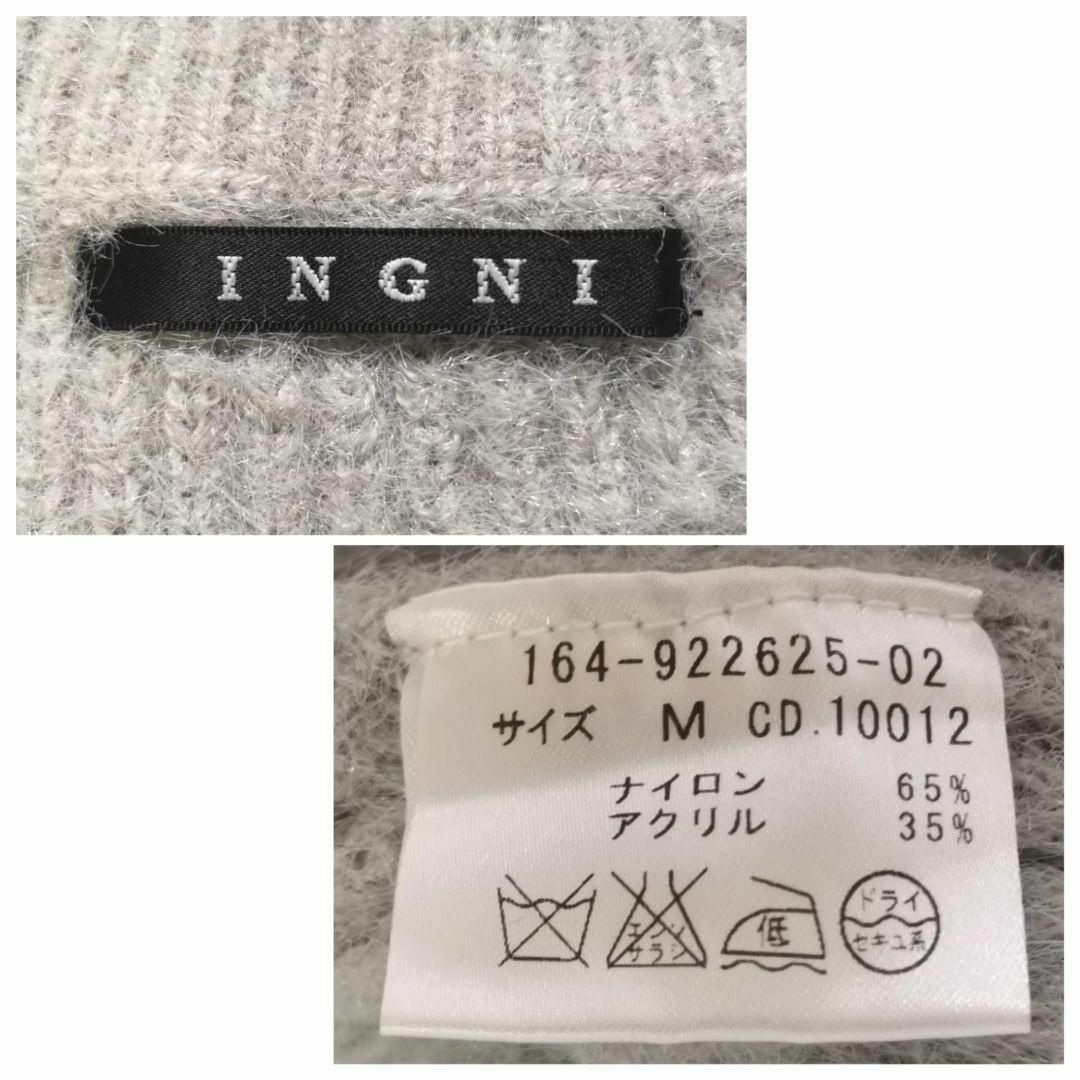 INGNI
164-922625-02
サイズ M CD.10012
ナイロン 65%
アクリル 35%
エンソ
サラシ
低
ドライ
セキユ系